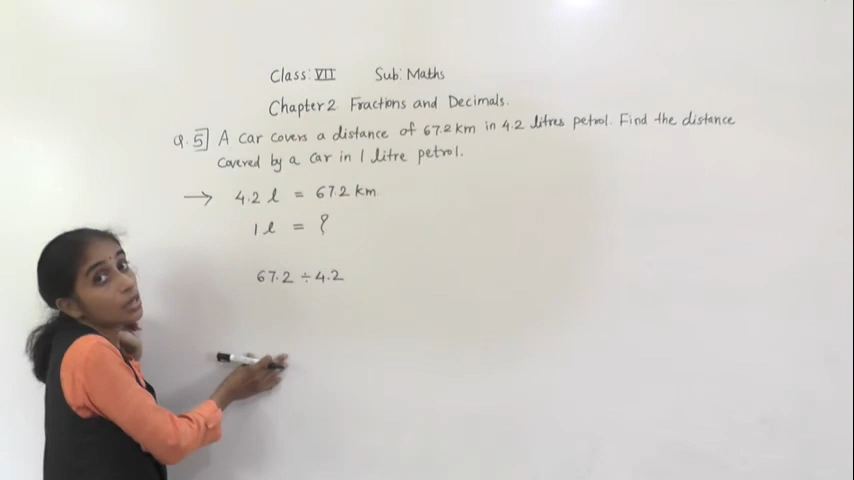 Class: VII Sub: Maths
Chapter 2 Fractions and Decimals.
Q. 5] A car covers a distance of 67.2 km in 4.2 litres petrol. Find the distance
covered by a car in 1 litre petrol.
→ 4.2 l = 67.2 km
1 l = ?
67.2 ÷ 4.2